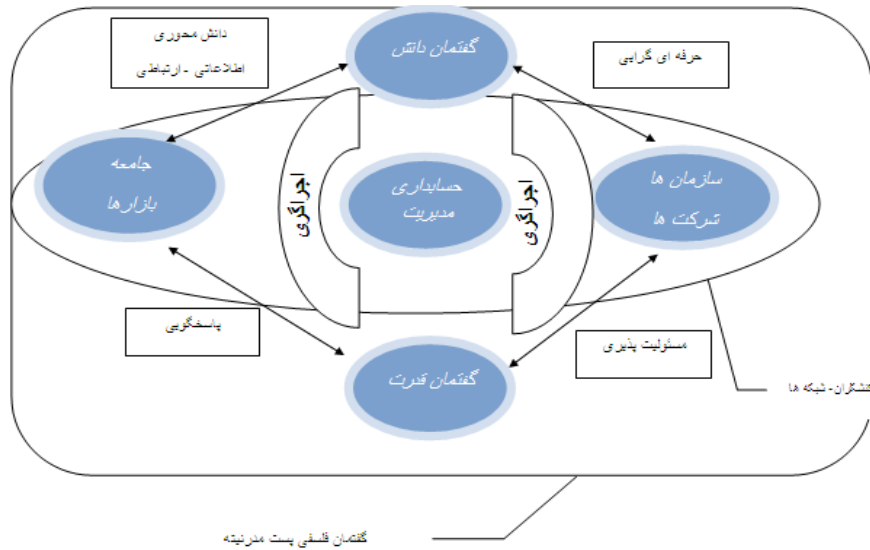 دانش محوری
اطلاعاتی - ارتباطی
گفتمان دانش
حرفه ای گرایی
سازمان ها
شرکت ها
اجراگری
حسابداری
مدیریت
اجراگری
جامعه
بازارها
مسئولیت پذیری
گفتمان قدرت
پاسخگویی
کنشگران- شبکه ها
گفتمان فلسفی پست مدرنیته